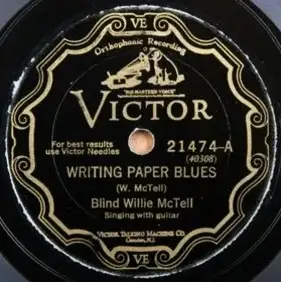 VE
Orthophonic Recording
"HIS MASTER'S VOICE"
VICTOR
For best results
use Victor Needles
21474-A
(40308)
WRITING PAPER BLUES
(W. McTell)
Blind Willie McTell
Singing with guitar
VICTOR TALKING MACHINE CO.
Camden, N.J.
VE